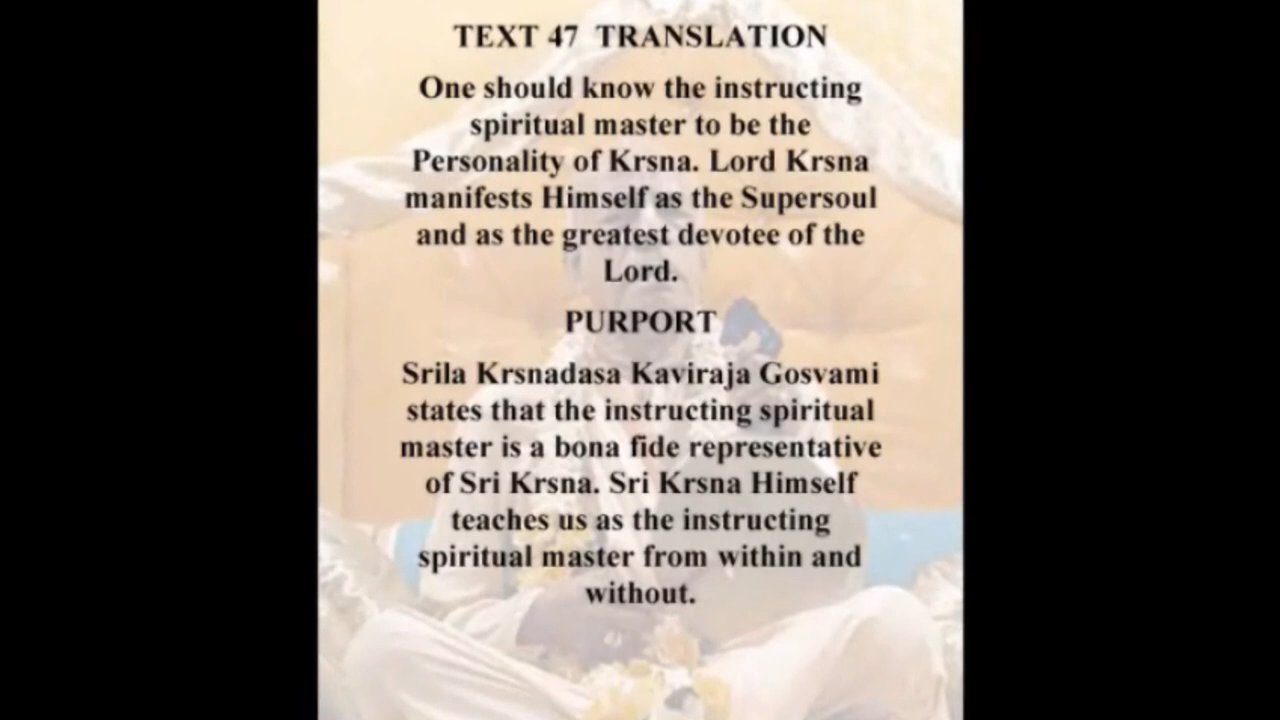 TEXT 47 TRANSLATION
One should know the instructing
spiritual master to be the
Personality of Krsna. Lord Krsna
manifests Himself as the Supersoul
and as the greatest devotee of the
Lord.
PURPORT
Srila Krsnadasa Kaviraja Gosvami
states that the instructing spiritual
master is a bona fide representative
of Sri Krsna. Sri Krsna Himself
teaches us as the instructing
spiritual master from within and
without.